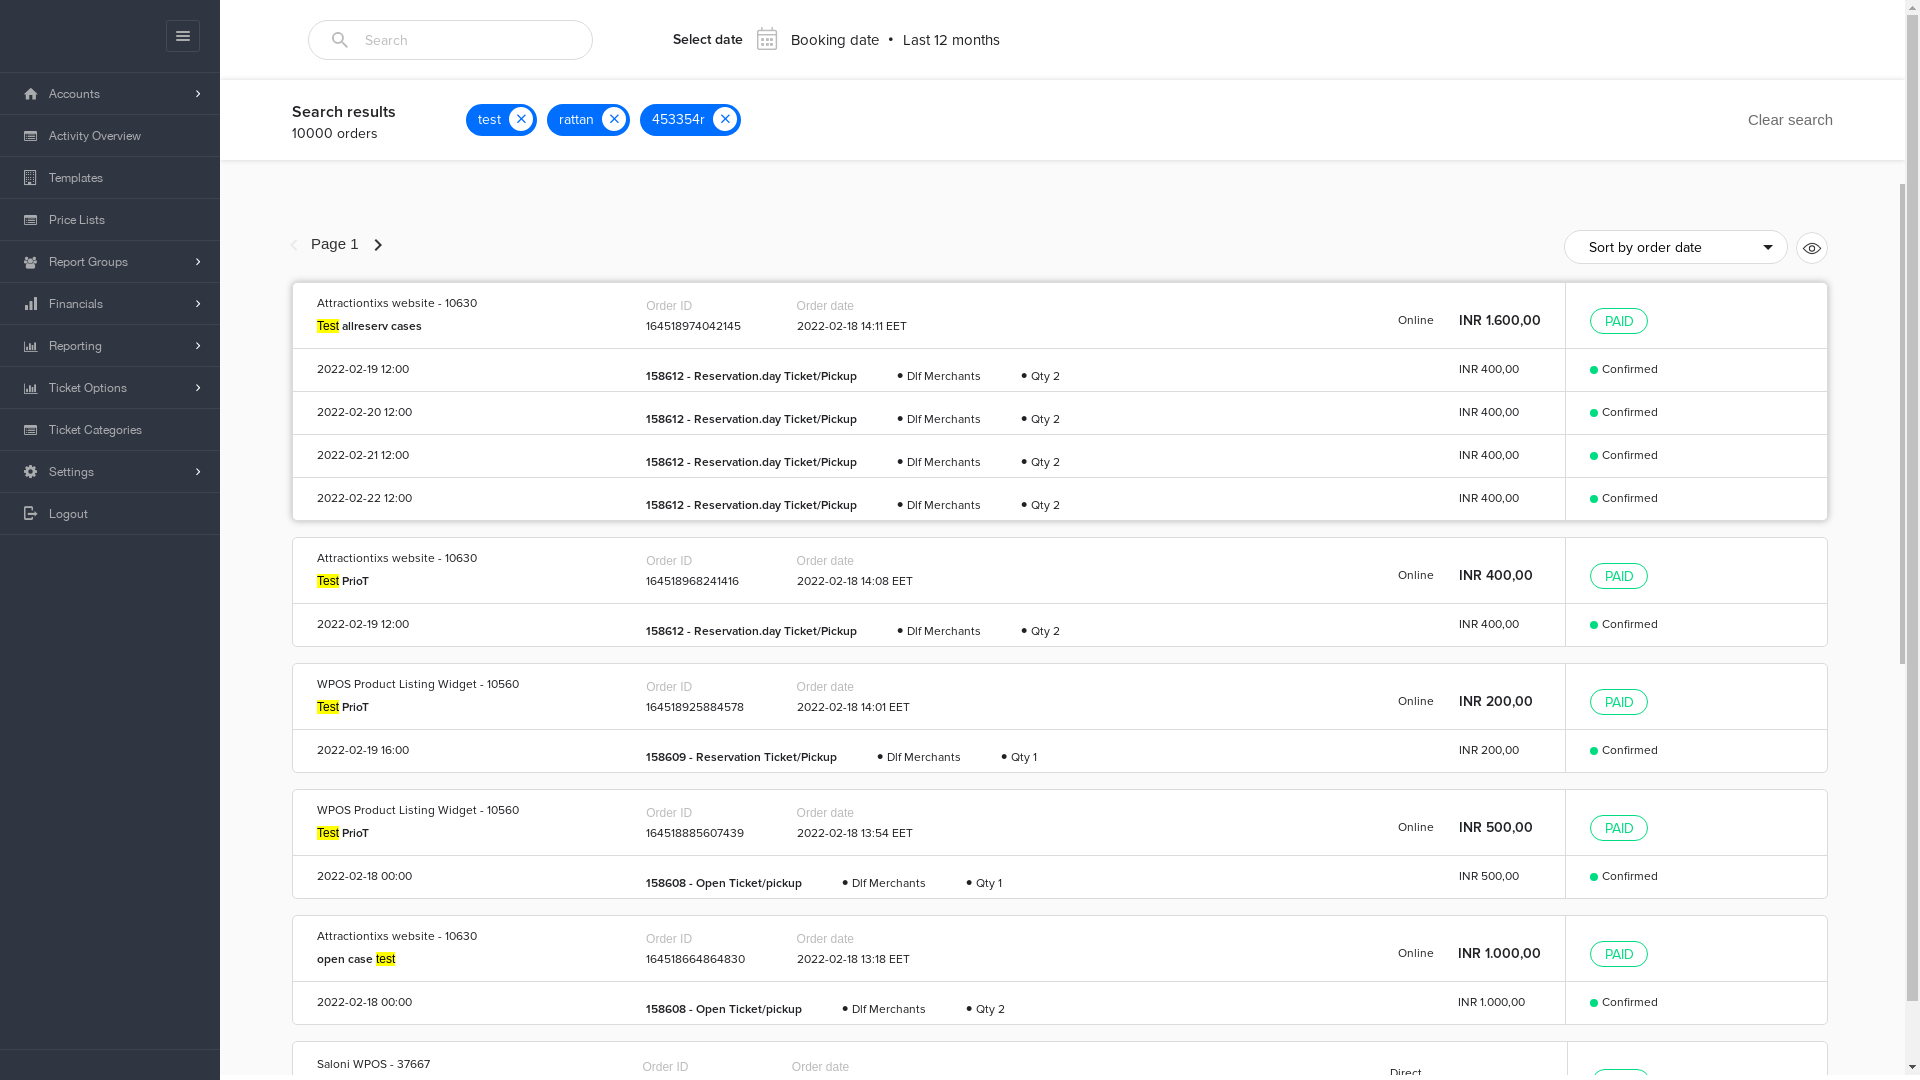 Search
Select date
Booking date • Last 12 months
Accounts
Activity Overview
Templates
Price Lists
Report Groups
Financials
Reporting
Ticket Options
Ticket Categories
Settings
Logout
Search results
10000 orders
test
rattan
453354r
Clear search
Page 1
Sort by order date
Attractiontixs website - 10630
Order ID
Order date
Test allreserv cases
164518974042145
2022-02-18 14:11 EET
Online
INR 1.600,00
PAID
2022-02-19 12:00
158612 - Reservation.day Ticket/Pickup • Dlf Merchants • Qty 2
INR 400,00
Confirmed
2022-02-20 12:00
158612 - Reservation.day Ticket/Pickup • Dlf Merchants • Qty 2
INR 400,00
Confirmed
2022-02-21 12:00
158612 - Reservation.day Ticket/Pickup • Dlf Merchants • Qty 2
INR 400,00
Confirmed
2022-02-22 12:00
158612 - Reservation.day Ticket/Pickup • Dlf Merchants • Qty 2
INR 400,00
Confirmed
Attractiontixs website - 10630
Order ID
Order date
Test PrioT
164518968241416
2022-02-18 14:08 EET
Online
INR 400,00
PAID
2022-02-19 12:00
158612 - Reservation.day Ticket/Pickup • Dlf Merchants • Qty 2
INR 400,00
Confirmed
WPOS Product Listing Widget - 10560
Order ID
Order date
Test PrioT
164518925884578
2022-02-18 14:01 EET
Online
INR 200,00
PAID
2022-02-19 16:00
158609 - Reservation Ticket/Pickup • Dlf Merchants • Qty 1
INR 200,00
Confirmed
WPOS Product Listing Widget - 10560
Order ID
Order date
Test PrioT
164518885607439
2022-02-18 13:54 EET
Online
INR 500,00
PAID
2022-02-18 00:00
158608 - Open Ticket/pickup • Dlf Merchants • Qty 1
INR 500,00
Confirmed
Attractiontixs website - 10630
Order ID
Order date
open case test
164518664864830
2022-02-18 13:18 EET
Online
INR 1.000,00
PAID
2022-02-18 00:00
158608 - Open Ticket/pickup • Dlf Merchants • Qty 2
INR 1.000,00
Confirmed
Saloni WPOS - 37667
Order ID
Order date
Direct